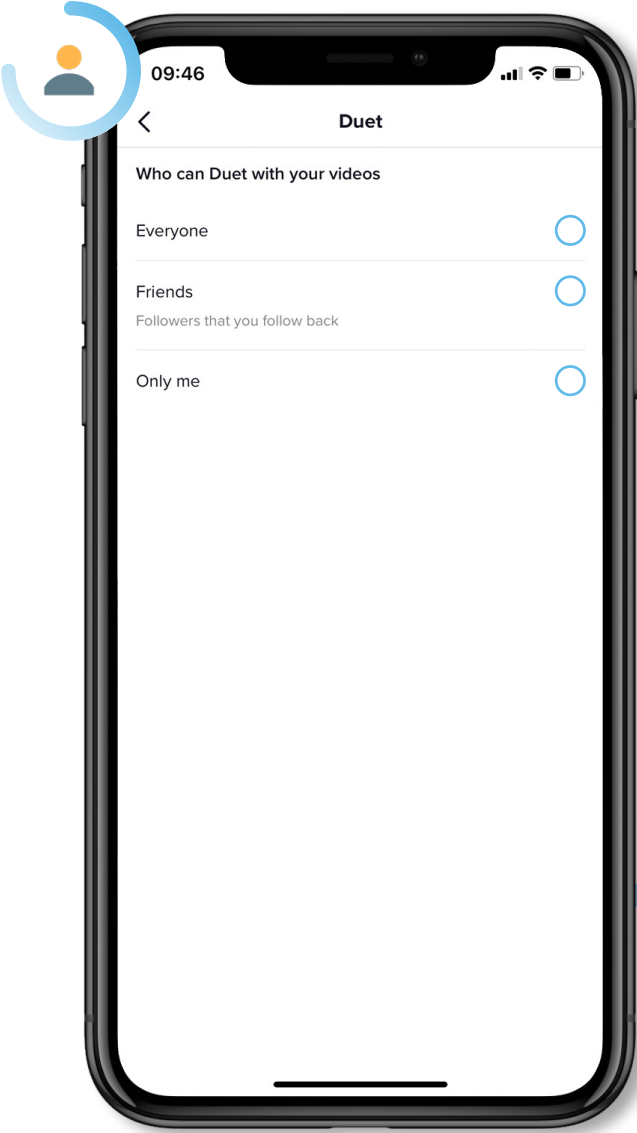 09:46
Duet
Who can Duet with your videos
Everyone
Friends
Followers that you follow back
Only me